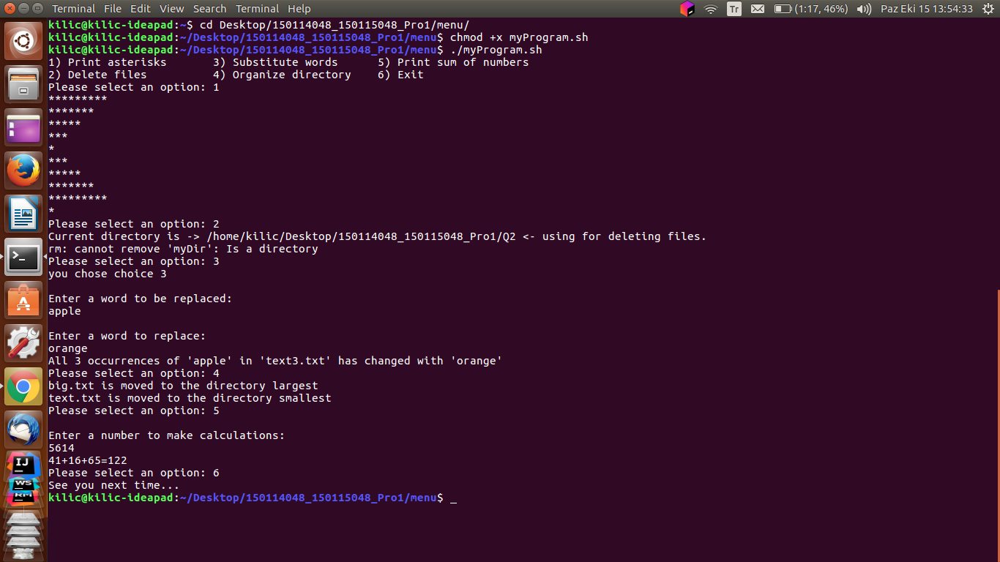 Terminal File Edit View Search Terminal Help Tr (1:17, 46%) Paz Eki 15 13:54:33
kilic@kilic-ideapad:~$ cd Desktop/150114048_150115048_Pro1/menu/
kilic@kilic-ideapad:~/Desktop/150114048_150115048_Pro1/menu$ chmod +x myProgram.sh
kilic@kilic-ideapad:~/Desktop/150114048_150115048_Pro1/menu$ ./myProgram.sh
1) Print asterisks       3) Substitute words      5) Print sum of numbers
2) Delete files          4) Organize directory    6) Exit
Please select an option: 1
*********
*******
*****
***
*
***
*****
*******
*********
*
Please select an option: 2
Current directory is -> /home/kilic/Desktop/150114048_150115048_Pro1/Q2 <- using for deleting files.
rm: cannot remove 'myDir': Is a directory
Please select an option: 3
you chose choice 3
Enter a word to be replaced:
apple
Enter a word to replace:
orange
All 3 occurrences of 'apple' in 'text3.txt' has changed with 'orange'
Please select an option: 4
big.txt is moved to the directory largest
text.txt is moved to the directory smallest
Please select an option: 5
Enter a number to make calculations:
5614
41+16+65=122
Please select an option: 6
See you next time...
kilic@kilic-ideapad:~/Desktop/150114048_150115048_Pro1/menu$ _
IJ
WS
RM